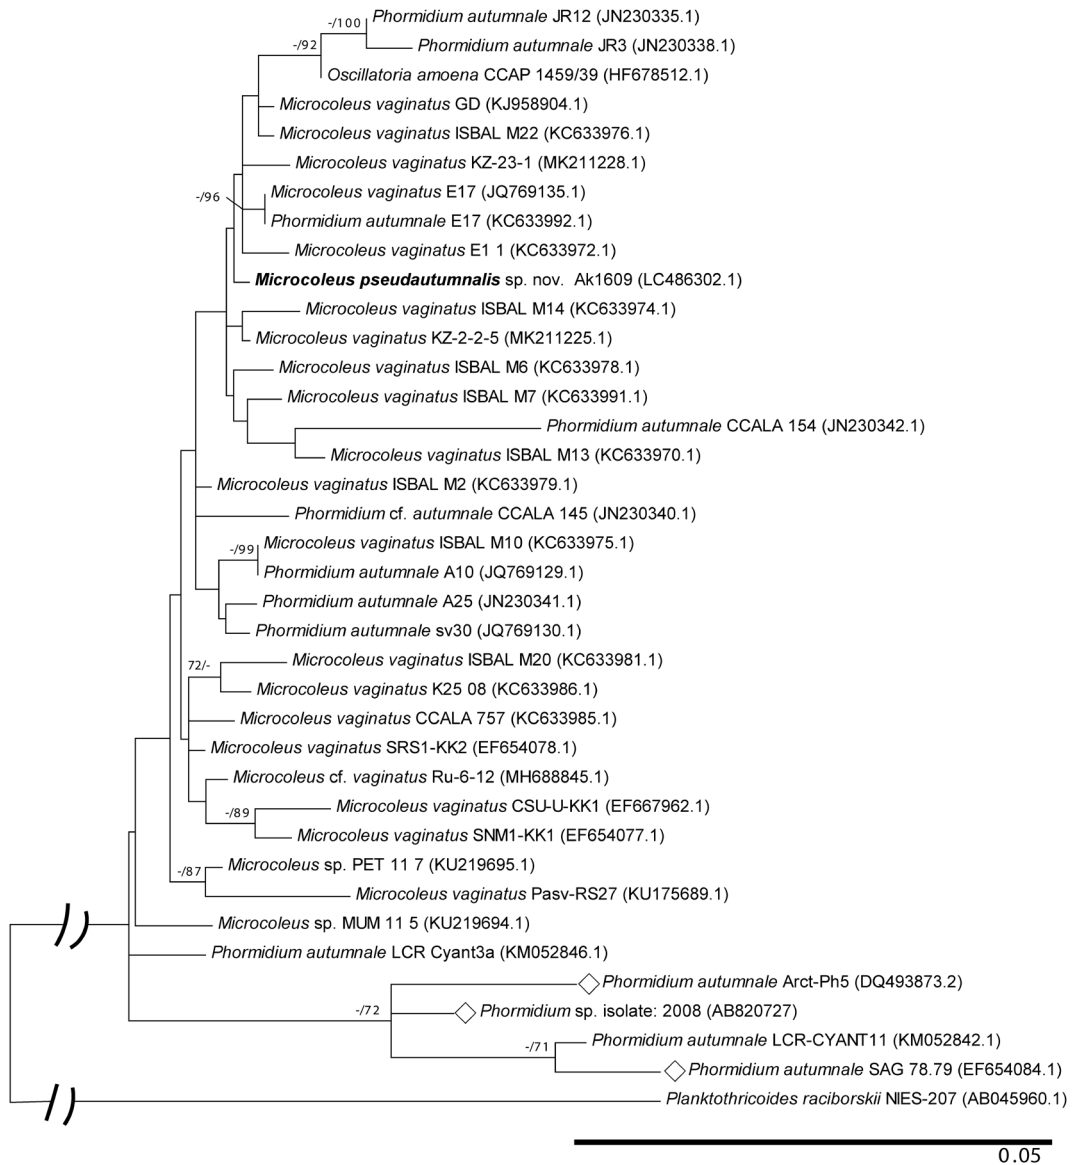 Phormidium autumnale JR12 (JN230335.1)
-/100
Phormidium autumnale JR3 (JN230338.1)
-/92
Oscillatoria amoena CCAP 1459/39 (HF678512.1)
Microcoleus vaginatus GD (KJ958904.1)
Microcoleus vaginatus ISBAL M22 (KC633976.1)
Microcoleus vaginatus KZ-23-1 (MK211228.1)
Microcoleus vaginatus E17 (JQ769135.1)
-/96
Phormidium autumnale E17 (KC633992.1)
Microcoleus vaginatus E1 1 (KC633972.1)
Microcoleus pseudautumnalis sp. nov. Ak1609 (LC486302.1)
Microcoleus vaginatus ISBAL M14 (KC633974.1)
Microcoleus vaginatus KZ-2-2-5 (MK211225.1)
Microcoleus vaginatus ISBAL M6 (KC633978.1)
Microcoleus vaginatus ISBAL M7 (KC633991.1)
Phormidium autumnale CCALA 154 (JN230342.1)
Microcoleus vaginatus ISBAL M13 (KC633970.1)
Microcoleus vaginatus ISBAL M2 (KC633979.1)
Phormidium cf. autumnale CCALA 145 (JN230340.1)
Microcoleus vaginatus ISBAL M10 (KC633975.1)
-/99
Phormidium autumnale A10 (JQ769129.1)
Phormidium autumnale A25 (JN230341.1)
Phormidium autumnale sv30 (JQ769130.1)
Microcoleus vaginatus ISBAL M20 (KC633981.1)
72/-
Microcoleus vaginatus K25 08 (KC633986.1)
Microcoleus vaginatus CCALA 757 (KC633985.1)
Microcoleus vaginatus SRS1-KK2 (EF654078.1)
Microcoleus cf. vaginatus Ru-6-12 (MH688845.1)
Microcoleus vaginatus CSU-U-KK1 (EF667962.1)
-/89
Microcoleus vaginatus SNM1-KK1 (EF654077.1)
Microcoleus sp. PET 11 7 (KU219695.1)
-/87
Microcoleus vaginatus Pasv-RS27 (KU175689.1)
Microcoleus sp. MUM 11 5 (KU219694.1)
Phormidium autumnale LCR Cyant3a (KM052846.1)
Phormidium autumnale Arct-Ph5 (DQ493873.2)
-/72
Phormidium sp. isolate: 2008 (AB820727)
Phormidium autumnale LCR-CYANT11 (KM052842.1)
-/71
Phormidium autumnale SAG 78.79 (EF654084.1)
Planktothricoides raciborskii NIES-207 (AB045960.1)
0.05